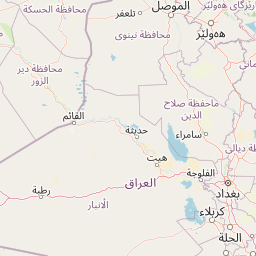 محافظة الحسكة
الموصل
تلعفر
هەولێر
محافظة نينوى
هەولێر
محافظة دير
الزور
القائم
محافظة صلاح
الدين
حديثة
سامراء
هيت
الفلوجة
العراق
رطبة
الأنبار
بغداد
كربلاء
الحلة